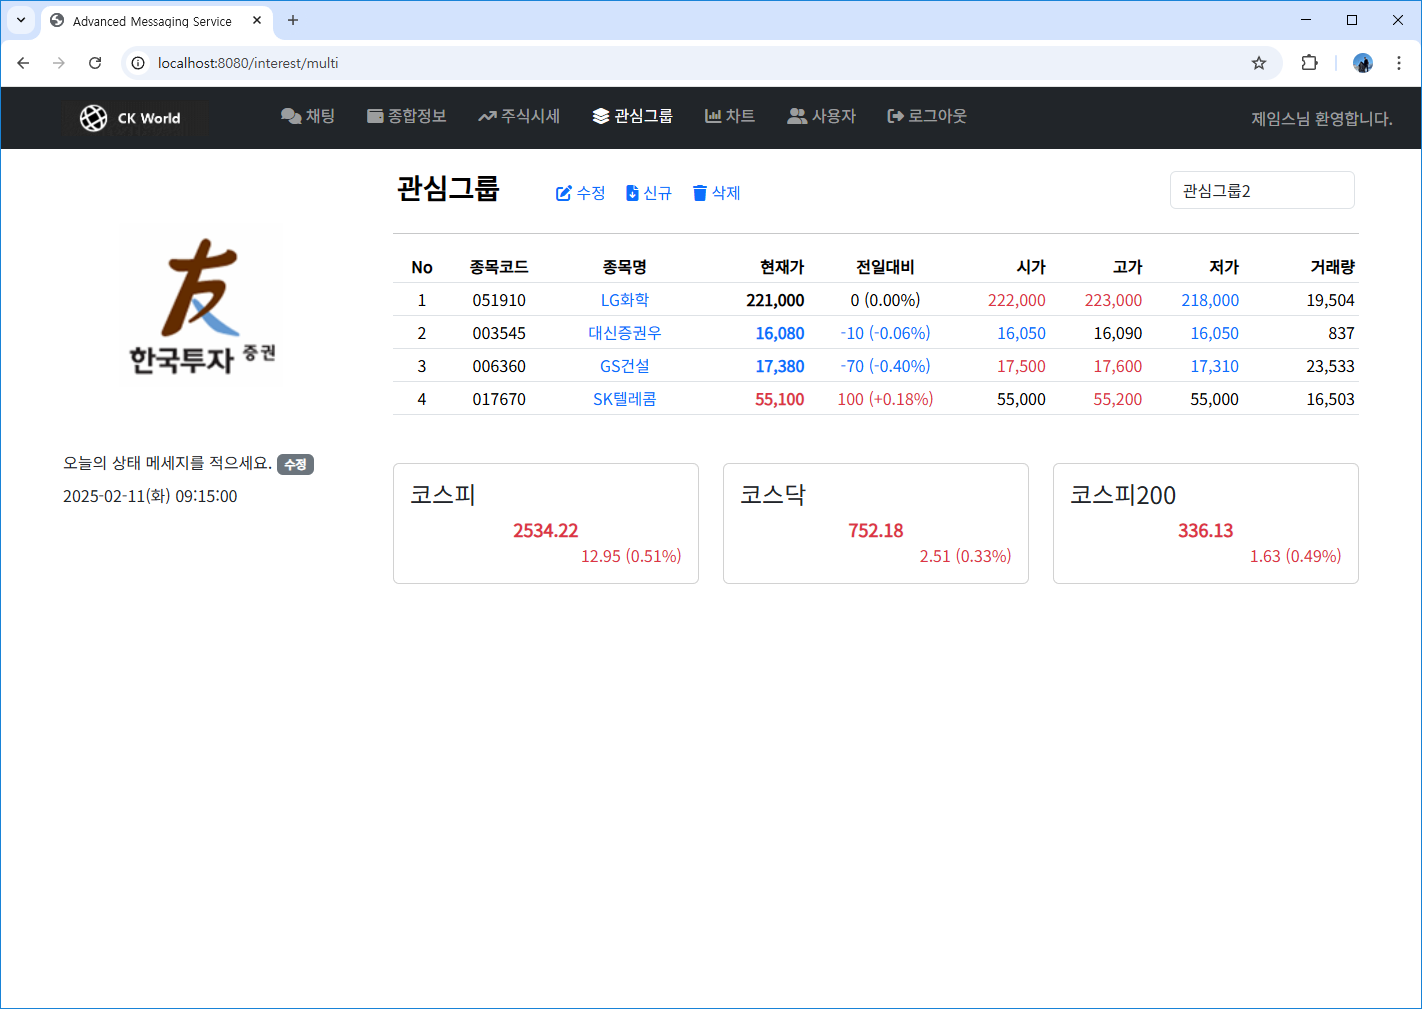 Advanced Messaging Service
localhost:8080/interest/multi
CK World
채팅 종합정보 주식시세 관심그룹 차트 사용자 로그아웃
제임스님 환영합니다.
友
한국투자 증권
오늘의 상태 메세지를 적으세요. 수정
2025-02-11(화) 09:15:00
관심그룹 수정 신규 삭제 관심그룹2
No 종목코드 종목명 현재가 전일대비 시가 고가 저가 거래량
1 051910 LG화학 221,000 0 (0.00%) 222,000 223,000 218,000 19,504
2 003545 대신증권우 16,080 -10 (-0.06%) 16,050 16,090 16,050 837
3 006360 GS건설 17,380 -70 (-0.40%) 17,500 17,600 17,310 23,533
4 017670 SK텔레콤 55,100 100 (+0.18%) 55,000 55,200 55,000 16,503
코스피
2534.22
12.95 (0.51%)
코스닥
752.18
2.51 (0.33%)
코스피200
336.13
1.63 (0.49%)